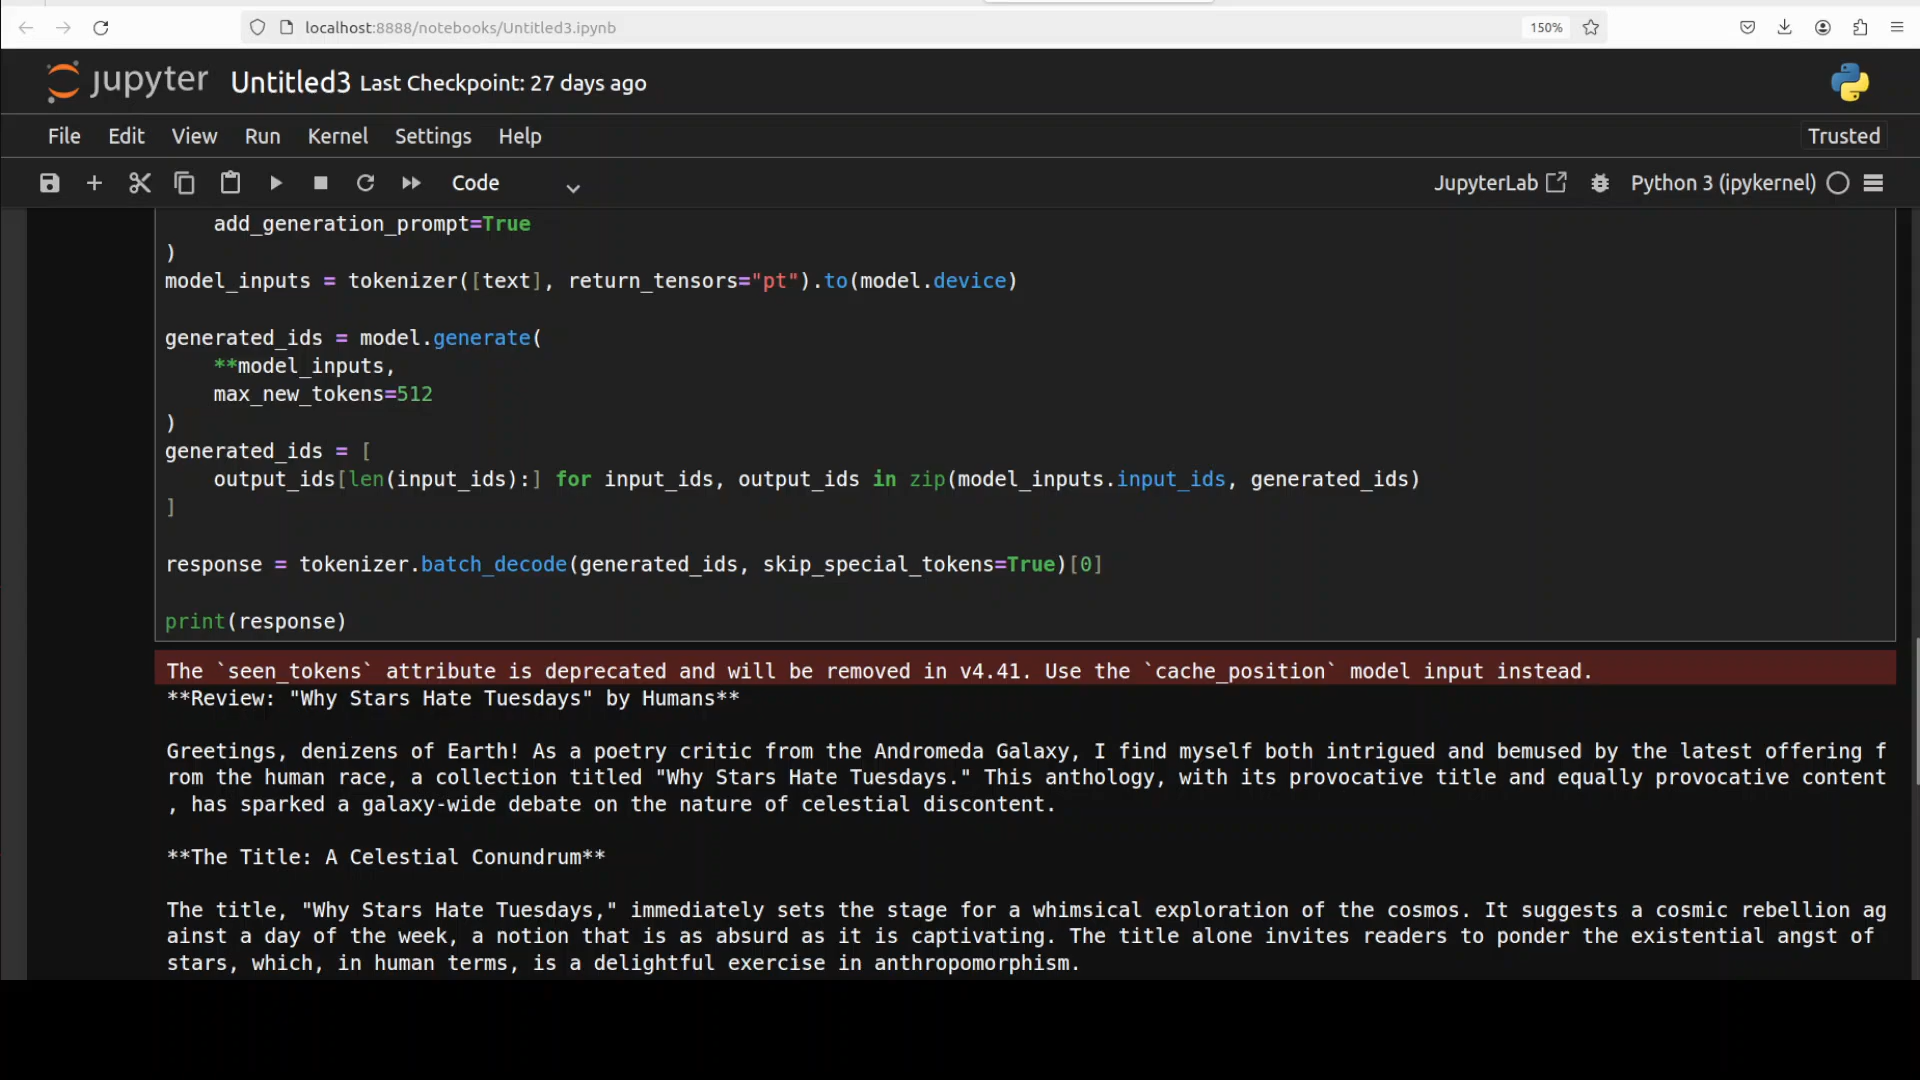 localhost:8888/notebooks/Untitled3.ipynb
150%
jupyter Untitled3 Last Checkpoint: 27 days ago
File Edit View Run Kernel Settings Help
Trusted
Code
JupyterLab
Python 3 (ipykernel)
    add_generation_prompt=True
)
model_inputs = tokenizer([text], return_tensors="pt").to(model.device)
generated_ids = model.generate(
    **model_inputs,
    max_new_tokens=512
)
generated_ids = [
    output_ids[len(input_ids):] for input_ids, output_ids in zip(model_inputs.input_ids, generated_ids)
]
response = tokenizer.batch_decode(generated_ids, skip_special_tokens=True)[0]
print(response)
The `seen_tokens` attribute is deprecated and will be removed in v4.41. Use the `cache_position` model input instead.
**Review: "Why Stars Hate Tuesdays" by Humans**
Greetings, denizens of Earth! As a poetry critic from the Andromeda Galaxy, I find myself both intrigued and bemused by the latest offering f
rom the human race, a collection titled "Why Stars Hate Tuesdays." This anthology, with its provocative title and equally provocative content
, has sparked a galaxy-wide debate on the nature of celestial discontent.
**The Title: A Celestial Conundrum**
The title, "Why Stars Hate Tuesdays," immediately sets the stage for a whimsical exploration of the cosmos. It suggests a cosmic rebellion ag
ainst a day of the week, a notion that is as absurd as it is captivating. The title alone invites readers to ponder the existential angst of
stars, which, in human terms, is a delightful exercise in anthropomorphism.